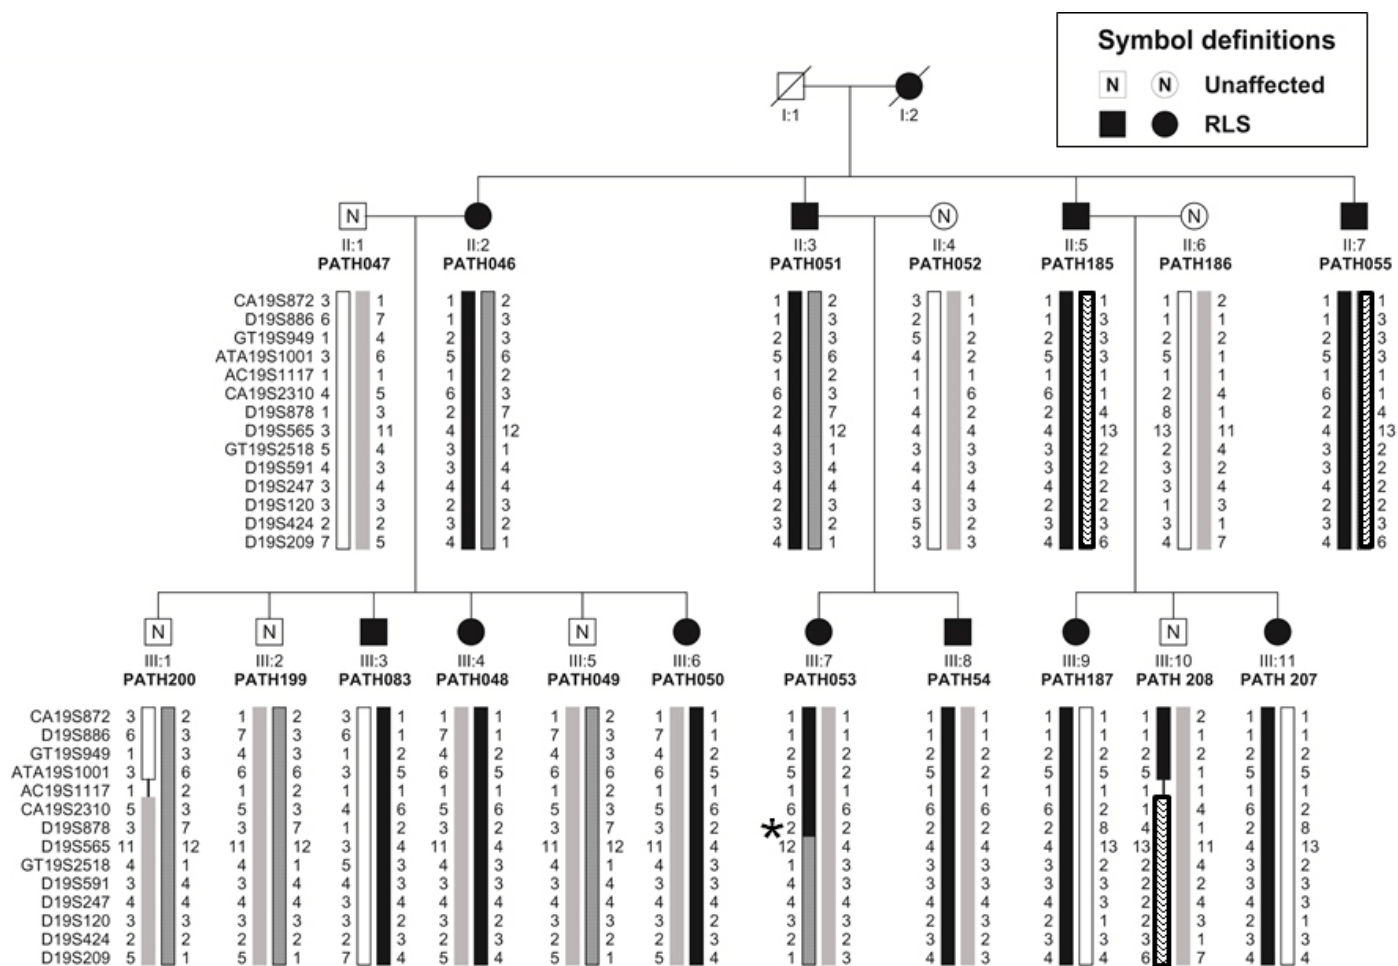 Symbol definitions
N N Unaffected
RLS
I:1 I:2
N N N
II:1 II:2 II:3 II:4 II:5 II:6 II:7
PATH047 PATH046 PATH051 PATH052 PATH185 PATH186 PATH055
CA19S872 3 1 1 2 1 2 3 1 1 1 1 2 1 1
D19S886 6 7 1 3 1 3 2 1 1 3 1 3 1 3
GT19S949 1 4 2 3 2 3 5 2 2 3 2 2 2 3
ATA19S1001 3 6 5 6 5 6 4 2 5 3 5 1 5 3
AC19S1117 1 1 1 2 1 2 1 1 1 1 1 1 1 1
CA19S2310 4 5 6 3 6 3 1 6 6 1 2 4 6 1
D19S878 1 3 2 7 2 7 4 2 2 4 8 1 2 4
D19S565 3 11 4 12 4 12 4 4 4 13 13 11 4 13
GT19S2518 5 4 3 1 3 1 3 3 3 2 2 4 3 2
D19S591 4 3 3 4 3 4 4 3 3 2 3 2 3 2
D19S247 3 4 4 4 4 4 4 4 4 2 3 4 4 2
D19S120 3 3 2 3 2 3 3 3 2 2 1 3 2 2
D19S424 2 2 3 2 3 2 5 2 3 3 3 1 3 3
D19S209 7 5 4 1 4 1 3 3 4 6 4 7 4 6
N N N N
III:1 III:2 III:3 III:4 III:5 III:6 III:7 III:8 III:9 III:10 III:11
PATH200 PATH199 PATH083 PATH048 PATH049 PATH050 PATH053 PATH54 PATH187 PATH 208 PATH 207
CA19S872 3 2 1 2 3 1 1 1 1 2 1 1 1 1 1 1 1 1 1 2 1 1
D19S886 6 3 7 3 6 1 7 1 7 3 7 1 1 1 1 1 1 1 1 3 1 1
GT19S949 1 3 4 3 1 2 4 2 4 3 4 2 2 2 2 2 2 2 2 2 2 2
ATA19S1001 3 6 6 6 3 5 6 5 6 6 6 5 5 2 5 2 5 5 5 1 5 5
AC19S1117 1 2 1 2 1 1 1 1 1 2 1 1 1 1 1 1 1 1 1 1 1 1
CA19S2310 5 3 5 3 4 6 5 6 5 3 5 6 6 6 6 6 6 2 1 4 6 2
D19S878 3 7 3 7 1 2 3 2 3 7 3 2 * 2 2 2 2 2 8 4 1 2 8
D19S565 11 12 11 12 3 4 11 4 11 12 11 4 12 4 4 4 4 13 13 11 4 13
GT19S2518 4 1 4 1 5 3 4 3 4 1 4 3 1 3 3 3 3 2 2 4 3 2
D19S591 3 4 3 4 4 3 3 3 3 4 3 3 4 3 3 3 3 3 2 2 3 3
D19S247 4 4 4 4 3 4 4 4 4 4 4 4 4 4 4 4 4 3 2 4 4 3
D19S120 3 3 3 3 3 2 3 2 3 3 3 2 3 3 2 3 2 1 2 3 2 1
D19S424 2 2 2 2 2 3 2 3 2 2 2 3 2 2 3 2 3 3 3 1 3 3
D19S209 5 1 5 1 7 4 5 4 5 1 5 4 1 3 4 3 4 4 6 7 4 4